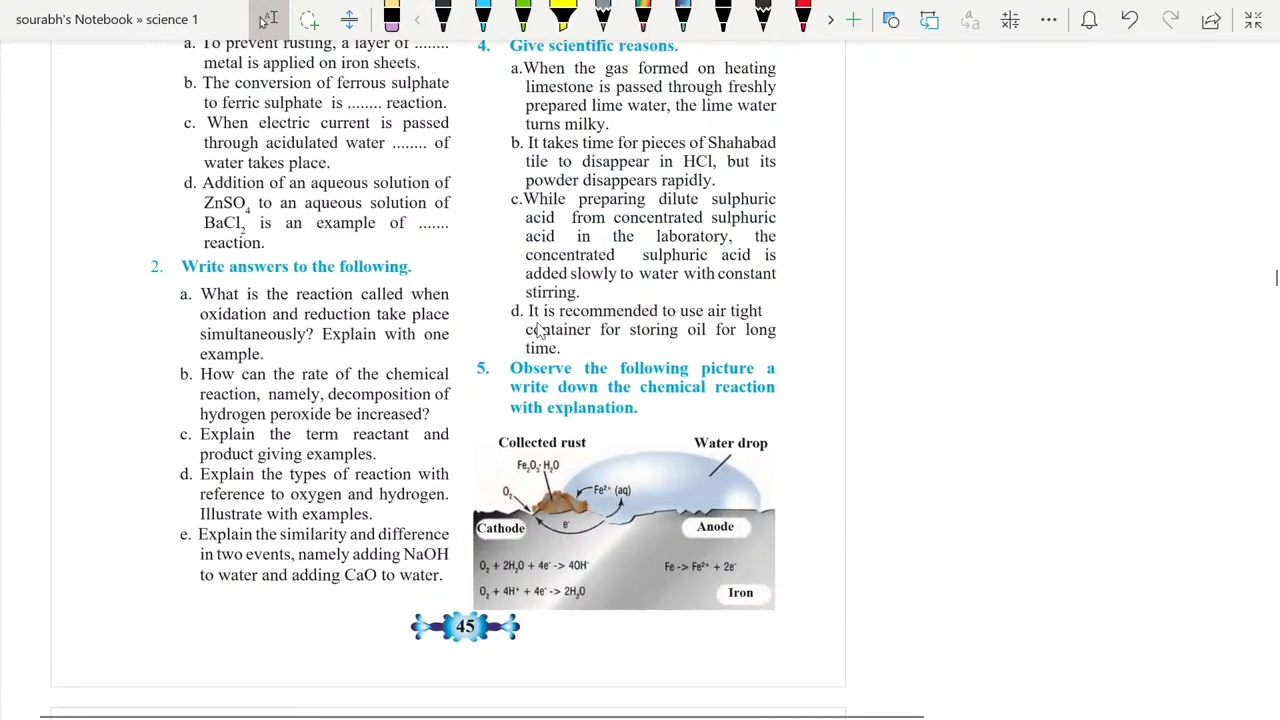 sourabh's Notebook » science 1
a. To prevent rusting, a layer of ........
metal is applied on iron sheets.
b. The conversion of ferrous sulphate
to ferric sulphate is ........ reaction.
c. When electric current is passed
through acidulated water ........ of
water takes place.
d. Addition of an aqueous solution of
ZnSO₄ to an aqueous solution of
BaCl₂ is an example of .......
reaction.
2. Write answers to the following.
a. What is the reaction called when
oxidation and reduction take place
simultaneously? Explain with one
example.
b. How can the rate of the chemical
reaction, namely, decomposition of
hydrogen peroxide be increased?
c. Explain the term reactant and
product giving examples.
d. Explain the types of reaction with
reference to oxygen and hydrogen.
Illustrate with examples.
e. Explain the similarity and difference
in two events, namely adding NaOH
to water and adding CaO to water.
4. Give scientific reasons.
a.When the gas formed on heating
limestone is passed through freshly
prepared lime water, the lime water
turns milky.
b. It takes time for pieces of Shahabad
tile to disappear in HCl, but its
powder disappears rapidly.
c.While preparing dilute sulphuric
acid from concentrated sulphuric
acid in the laboratory, the
concentrated sulphuric acid is
added slowly to water with constant
stirring.
d. It is recommended to use air tight
container for storing oil for long
time.
5. Observe the following picture a
write down the chemical reaction
with explanation.
Collected rust
Water drop
Fe₂O₃·H₂O
O₂
Fe²⁺ (aq)
Cathode
e⁻
Anode
O₂ + 2H₂O + 4e⁻ -> 4OH⁻
Fe -> Fe²⁺ + 2e⁻
O₂ + 4H⁺ + 4e⁻ -> 2H₂O
Iron
45